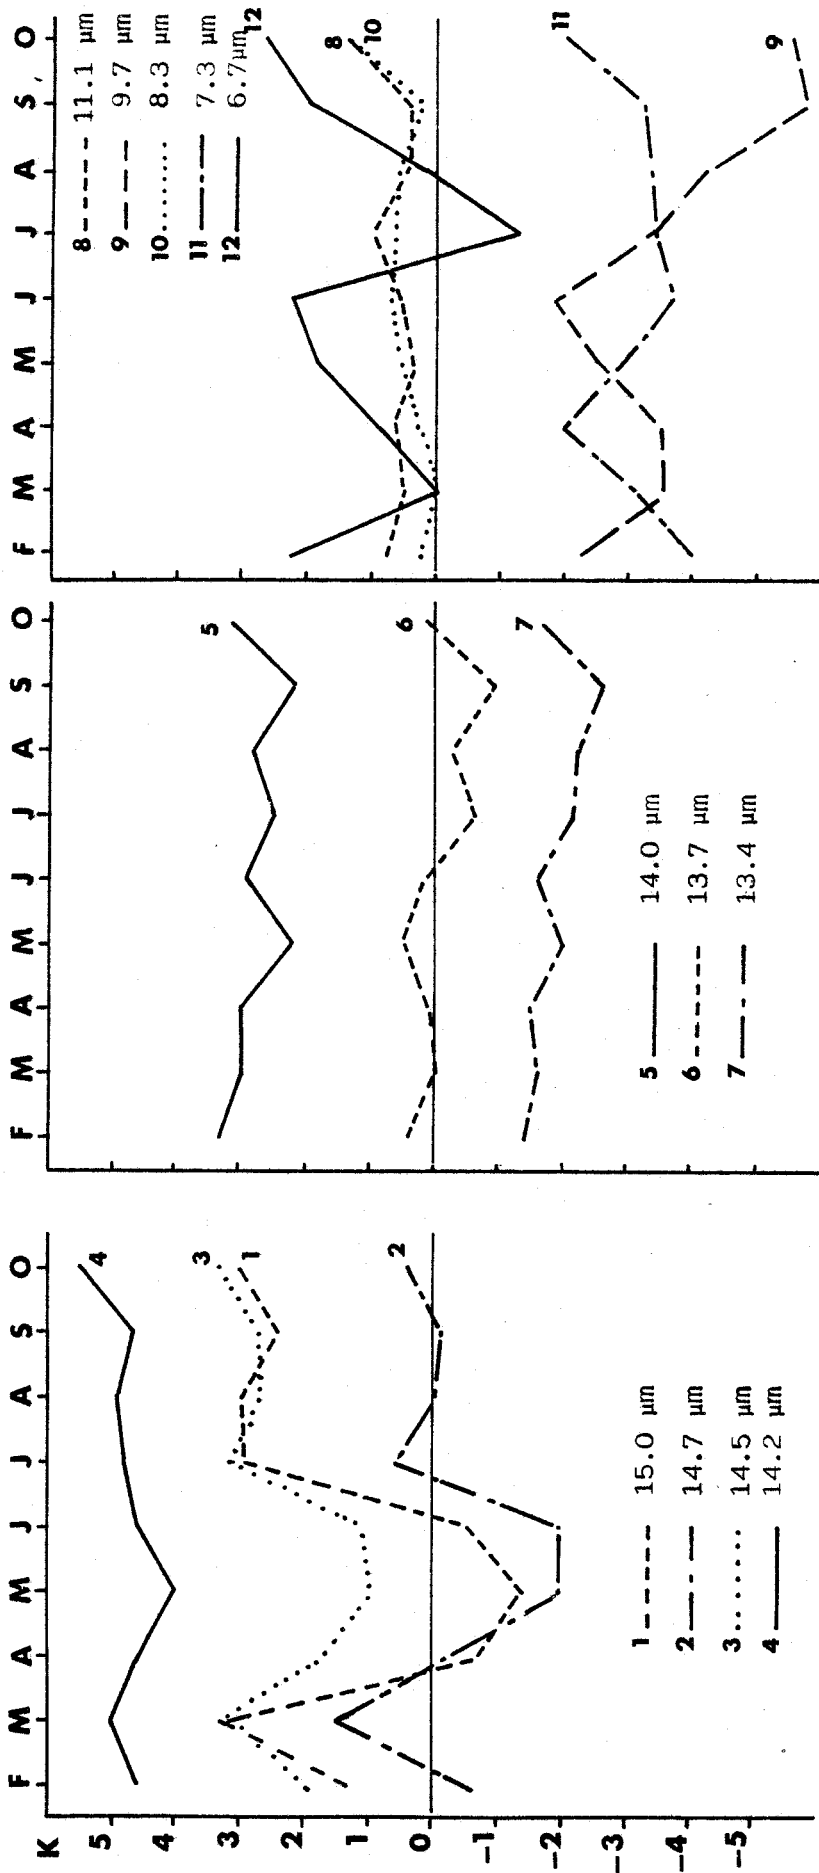 K F M A M J J A S O
5
4
3
2
1
0
-1
-2
-3
-4
-5
4
3
1
2
1 15.0 µm
2 14.7 µm
3 14.5 µm
4 14.2 µm
F M A M J J A S O
5
6
7
5 14.0 µm
6 13.7 µm
7 13.4 µm
F M A M J J A S, O
8 11.1 µm
9 9.7 µm
10 8.3 µm
11 7.3 µm
12 6.7µm
12
8
10
11
9